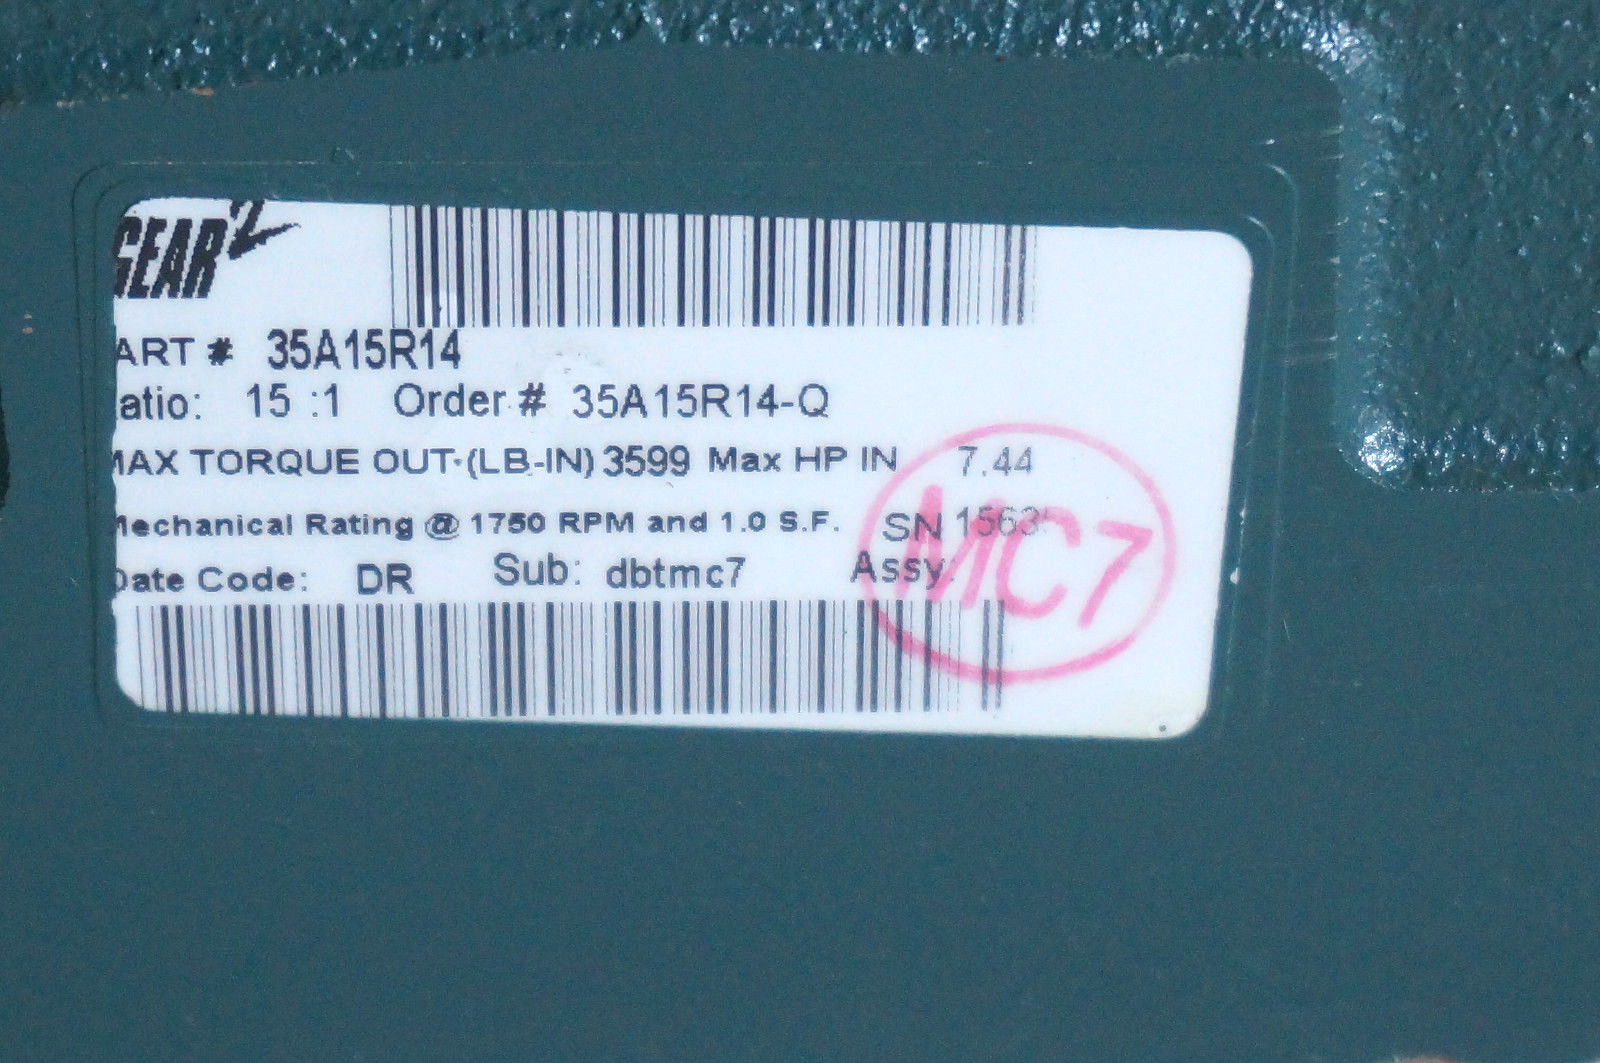 GEAR2
ART # 35A15R14
atio: 15 :1 Order # 35A15R14-Q
MAX TORQUE OUT (LB-IN) 3599 Max HP IN 7.44
Mechanical Rating @ 1750 RPM and 1.0 S.F. SN
Date Code: DR Sub: dbtmc7 Assy:
MC7